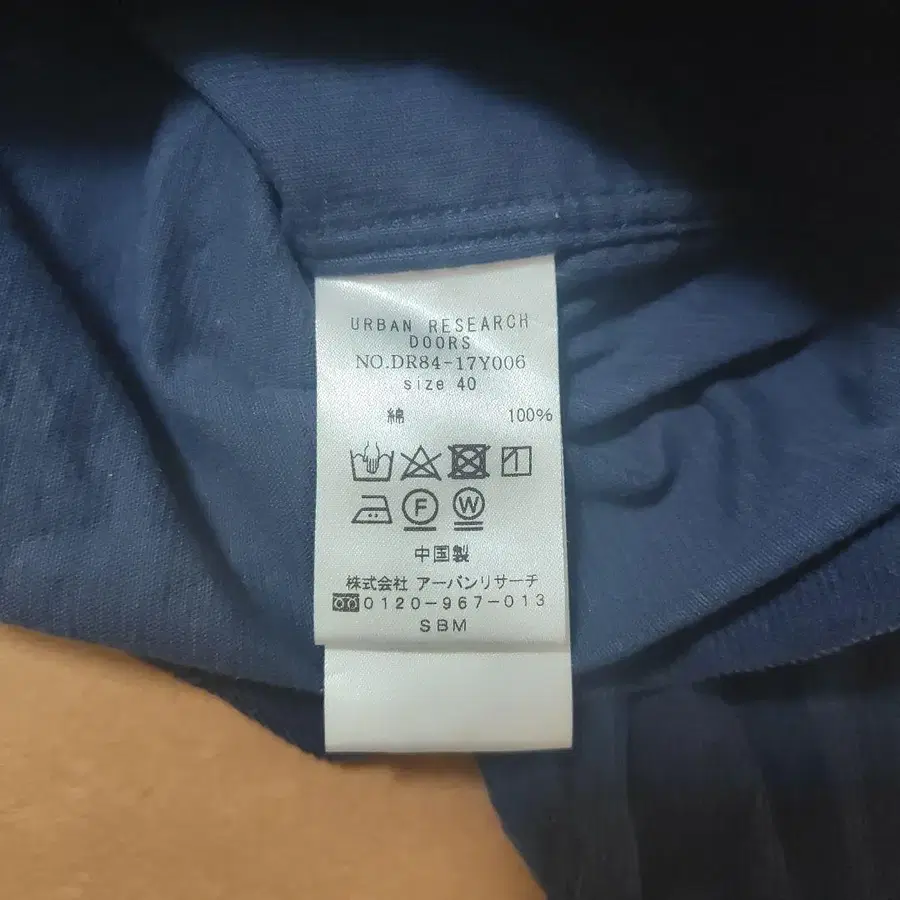 URBAN RESEARCH
DOORS
NO.DR84-17Y006
size 40
綿 100%
F W
中国製
株式会社 アーバンリサーチ
0120-967-013
SBM